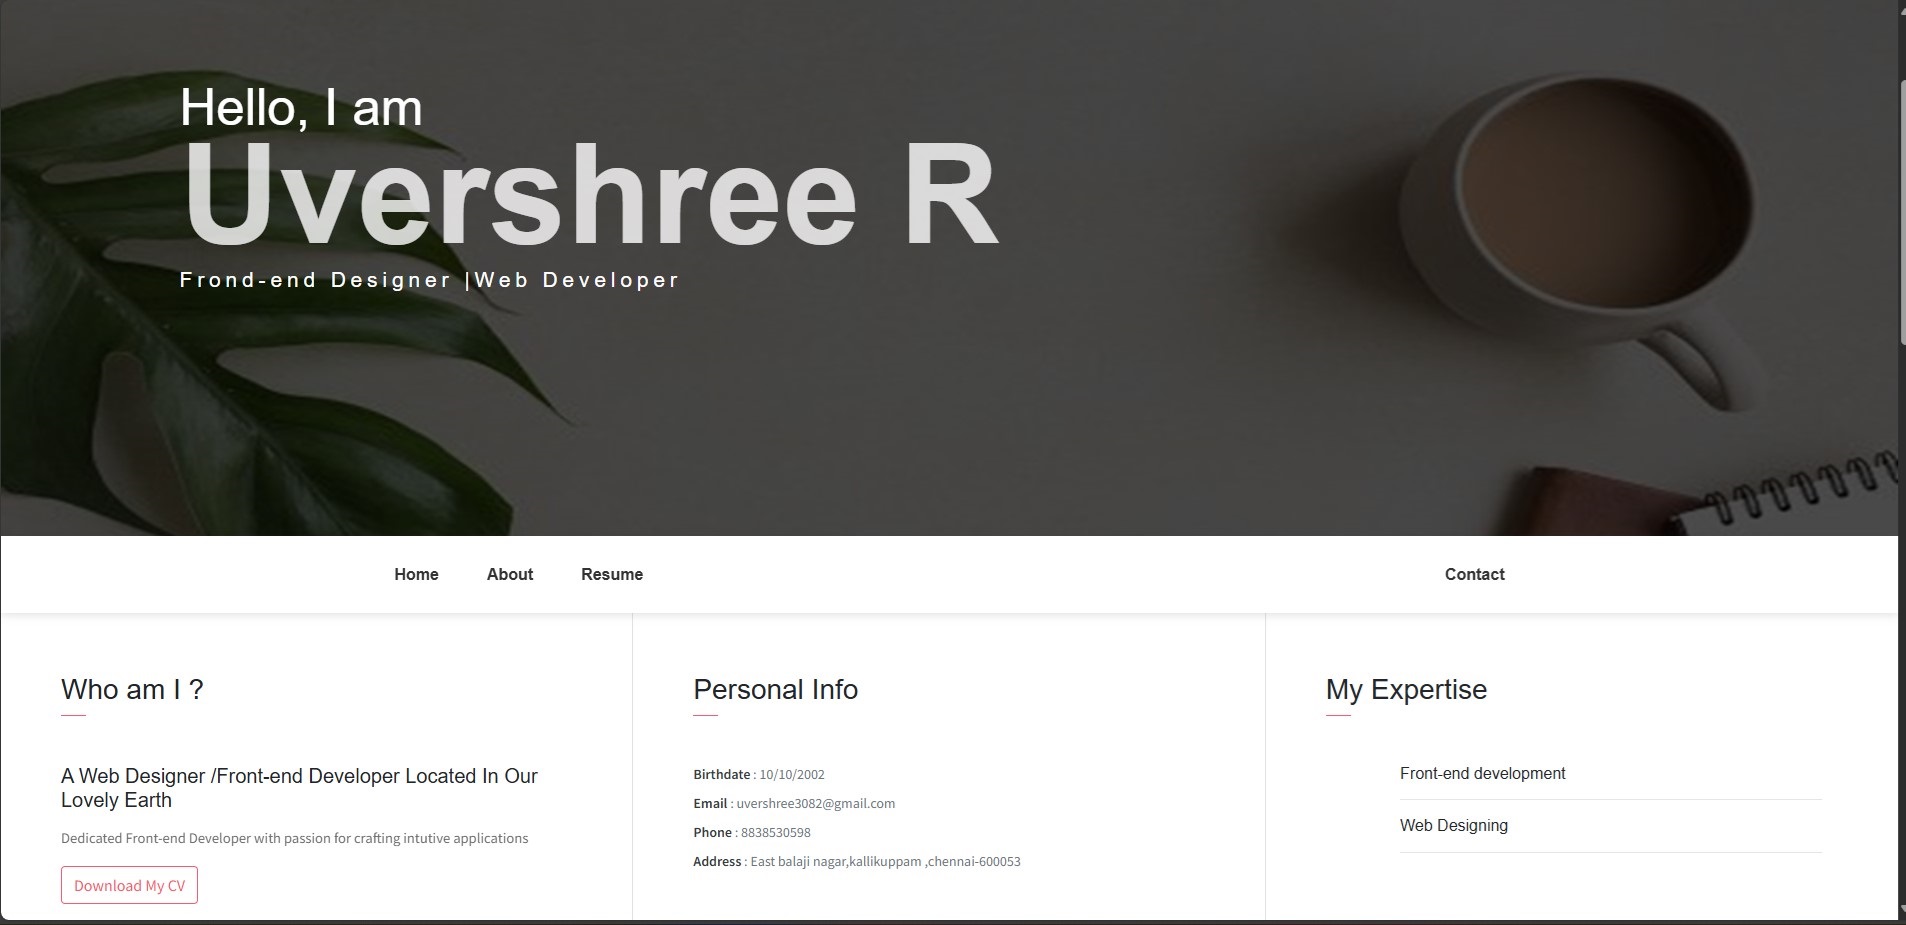 Hello, I am
Uvershree R
Frond-end Designer |Web Developer
Home About Resume Contact
Who am I ?
A Web Designer /Front-end Developer Located In Our
Lovely Earth
Dedicated Front-end Developer with passion for crafting intutive applications
Download My CV
Personal Info
Birthdate : 10/10/2002
Email : uvershree3082@gmail.com
Phone : 8838530598
Address : East balaji nagar,kallikuppam ,chennai-600053
My Expertise
Front-end development
Web Designing